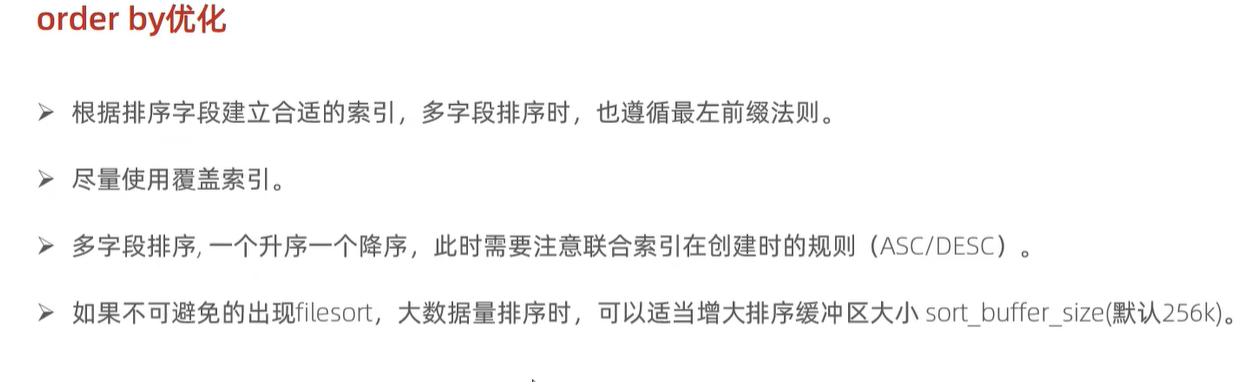 order by优化
➢ 根据排序字段建立合适的索引，多字段排序时，也遵循最左前缀法则。
➢ 尽量使用覆盖索引。
➢ 多字段排序, 一个升序一个降序，此时需要注意联合索引在创建时的规则（ASC/DESC）。
➢ 如果不可避免的出现filesort，大数据量排序时，可以适当增大排序缓冲区大小 sort_buffer_size(默认256k)。